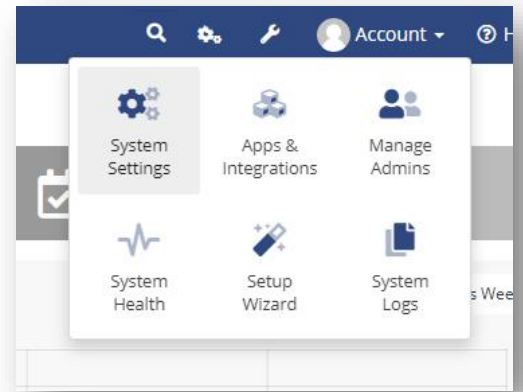 Account
H
System
Settings
Apps &
Integrations
Manage
Admins
System
Health
Setup
Wizard
System
Logs
s Wee